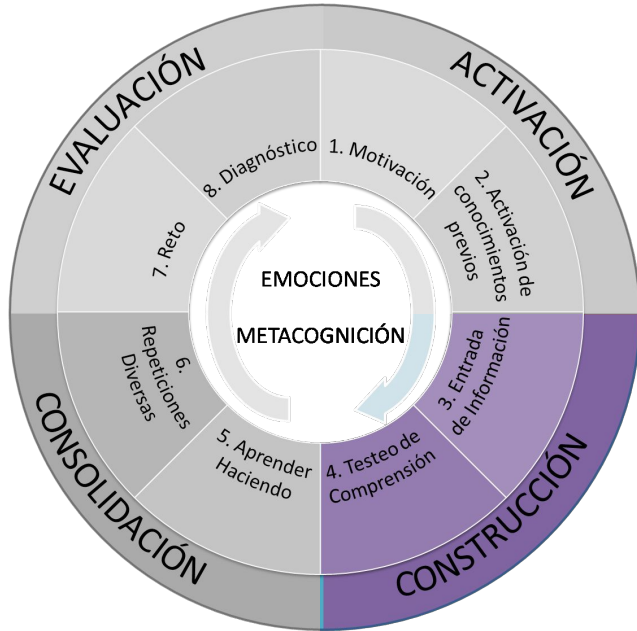 ACTIVACIÓN
1. Motivación
2. Activación de
conocimientos
previos
CONSTRUCCIÓN
3. Entrada
de Información
4. Testeo de
Comprensión
CONSOLIDACIÓN
5. Aprender
Haciendo
6.
Repeticiones
Diversas
EVALUACIÓN
7. Reto
8. Diagnóstico
EMOCIONES
METACOGNICIÓN